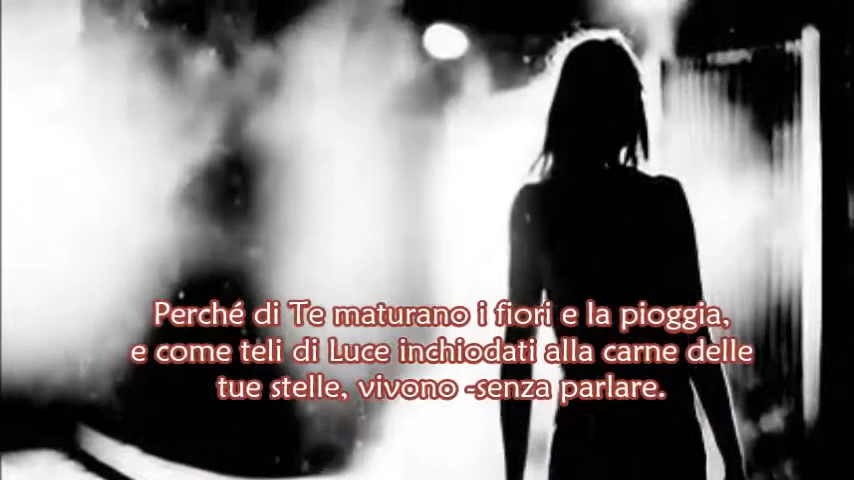 Perché di Te maturano i fiori e la pioggia,
e come teli di Luce inchiodati alla carne delle
tue stelle, vivono -senza parlare.